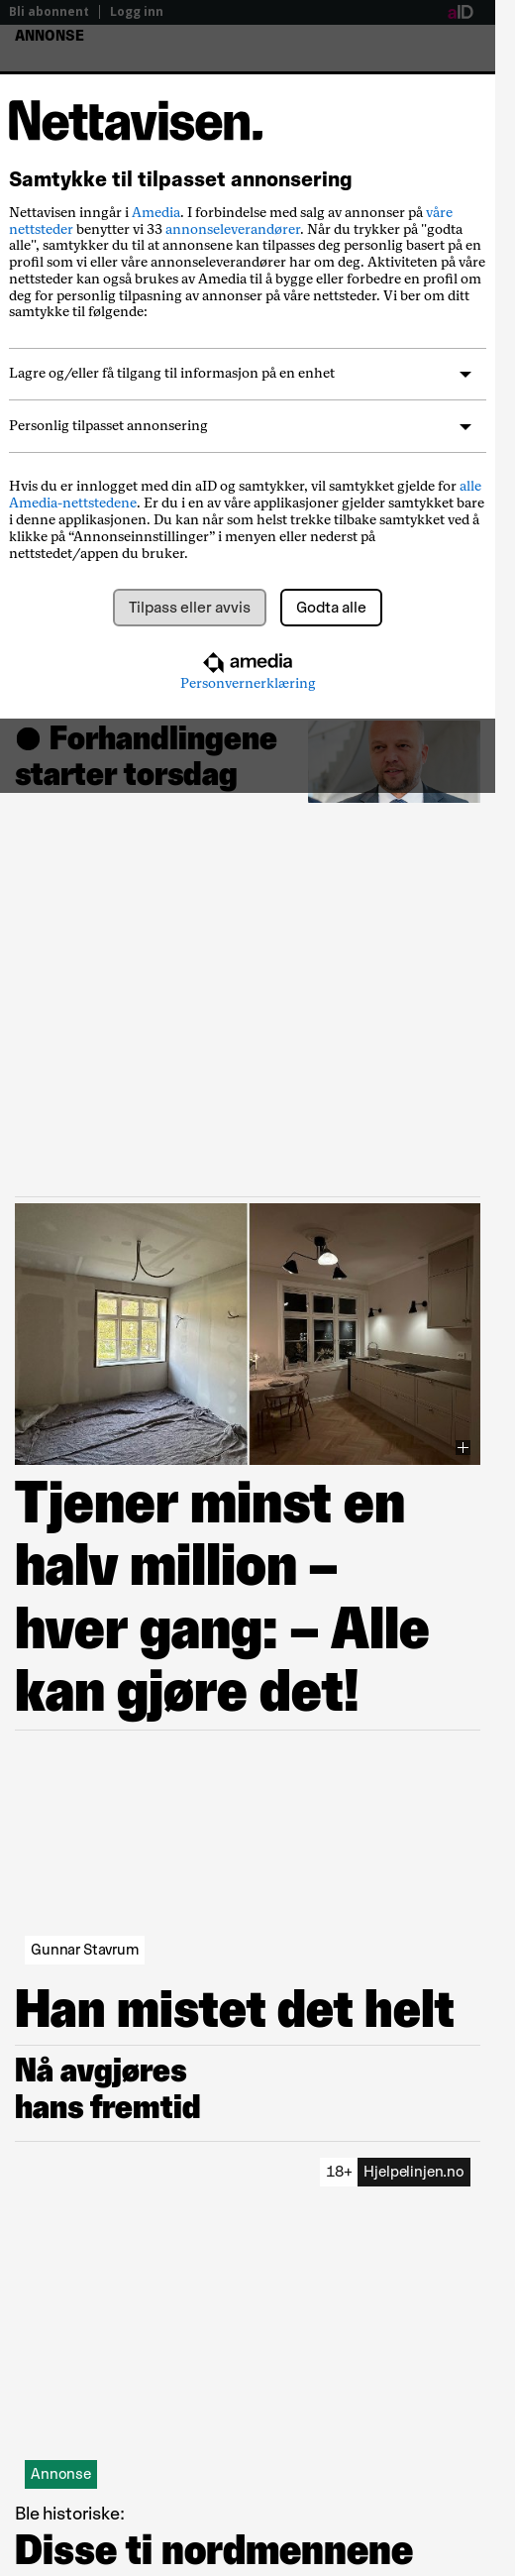 Bli abonnent | Logg inn
aID
ANNONSE
Nettavisen.
Samtykke til tilpasset annonsering
Nettavisen inngår i Amedia. I forbindelse med salg av annonser på våre
nettsteder benytter vi 33 annonseleverandører. Når du trykker på "godta
alle", samtykker du til at annonsene kan tilpasses deg personlig basert på en
profil som vi eller våre annonseleverandører har om deg. Aktiviteten på våre
nettsteder kan også brukes av Amedia til å bygge eller forbedre en profil om
deg for personlig tilpasning av annonser på våre nettsteder. Vi ber om ditt
samtykke til følgende:
Lagre og/eller få tilgang til informasjon på en enhet
Personlig tilpasset annonsering
Hvis du er innlogget med din aID og samtykker, vil samtykket gjelde for alle
Amedia-nettstedene. Er du i en av våre applikasjoner gjelder samtykket bare
i denne applikasjonen. Du kan når som helst trekke tilbake samtykket ved å
klikke på “Annonseinnstillinger” i menyen eller nederst på
nettstedet/appen du bruker.
Tilpass eller avvis
Godta alle
amedia
Personvernerklæring
● Forhandlingene
starter torsdag
Tjener minst en
halv million –
hver gang: – Alle
kan gjøre det!
Gunnar Stavrum
Han mistet det helt
Nå avgjøres
hans fremtid
18+ Hjelpelinjen.no
Annonse
Ble historiske:
Disse ti nordmennene